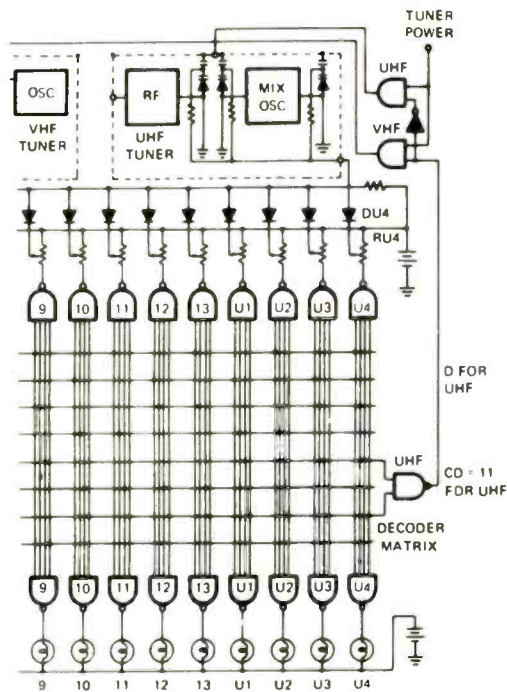 TUNER
POWER
UHF
VHF
OSC
VHF
TUNER
RF
UHF
TUNER
MIX
OSC
DU4
RU4
9 10 11 12 13 U1 U2 U3 U4
D FOR
UHF
UHF
CD = 11
FOR UHF
DECODER
MATRIX
9 10 11 12 13 U1 U2 U3 U4
9 10 11 12 13 U1 U2 U3 U4